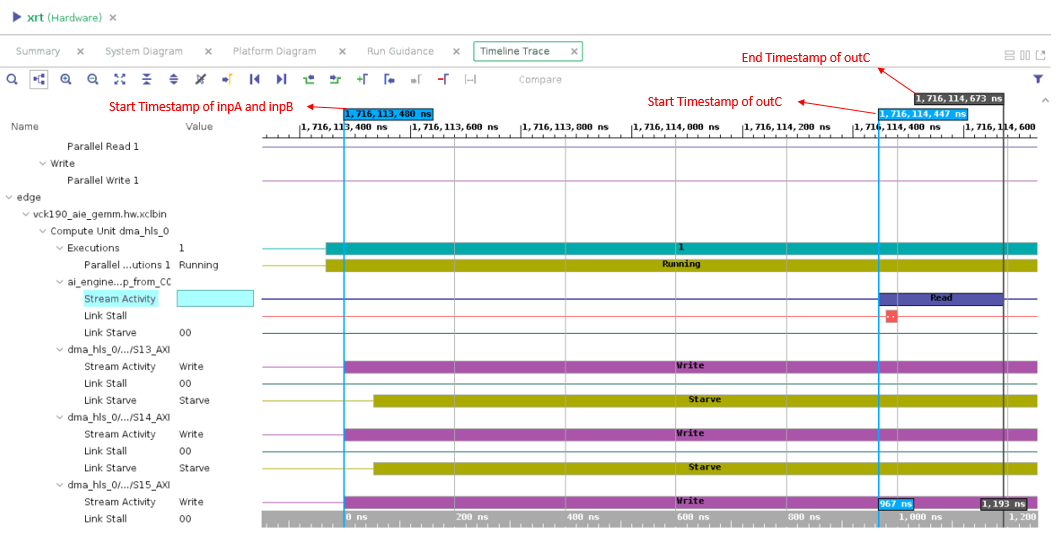 xrt (Hardware)
Summary System Diagram Platform Diagram Run Guidance Timeline Trace
End Timestamp of outC
Compare
Start Timestamp of inpA and inpB
Start Timestamp of outC
1,716,114,673 ns
1,716,113,480 ns
1,716,114,447 ns
Name Value
1,716,113,400 ns 1,716,113,600 ns 1,716,113,800 ns 1,716,114,000 ns 1,716,114,200 ns 1,716,114,400 ns 1,716,114,600
Parallel Read 1
Write
Parallel Write 1
edge
vck190_aie_gemm.hw.xclbin
Compute Unit dma_hls_0
Executions 1 1
Parallel ...utions 1 Running Running
ai_engine...p_from_CC
Stream Activity Read
Link Stall ..
Link Starve 00
dma_hls_0/.../S13_AXI
Stream Activity Write Write
Link Stall 00
Link Starve Starve Starve
dma_hls_0/.../S14_AXI
Stream Activity Write Write
Link Stall 00
Link Starve Starve Starve
dma_hls_0/.../S15_AXI
Stream Activity Write Write 967 ns 1,193 ns
Link Stall 00 0 ns 200 ns 400 ns 600 ns 800 ns 1,000 ns 1,200